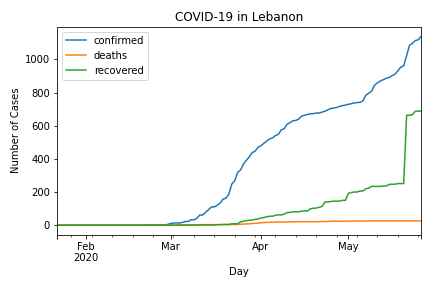 COVID-19 in Lebanon
confirmed
deaths
recovered
Number of Cases
1000
800
600
400
200
0
Feb
2020
Mar
Apr
May
Day